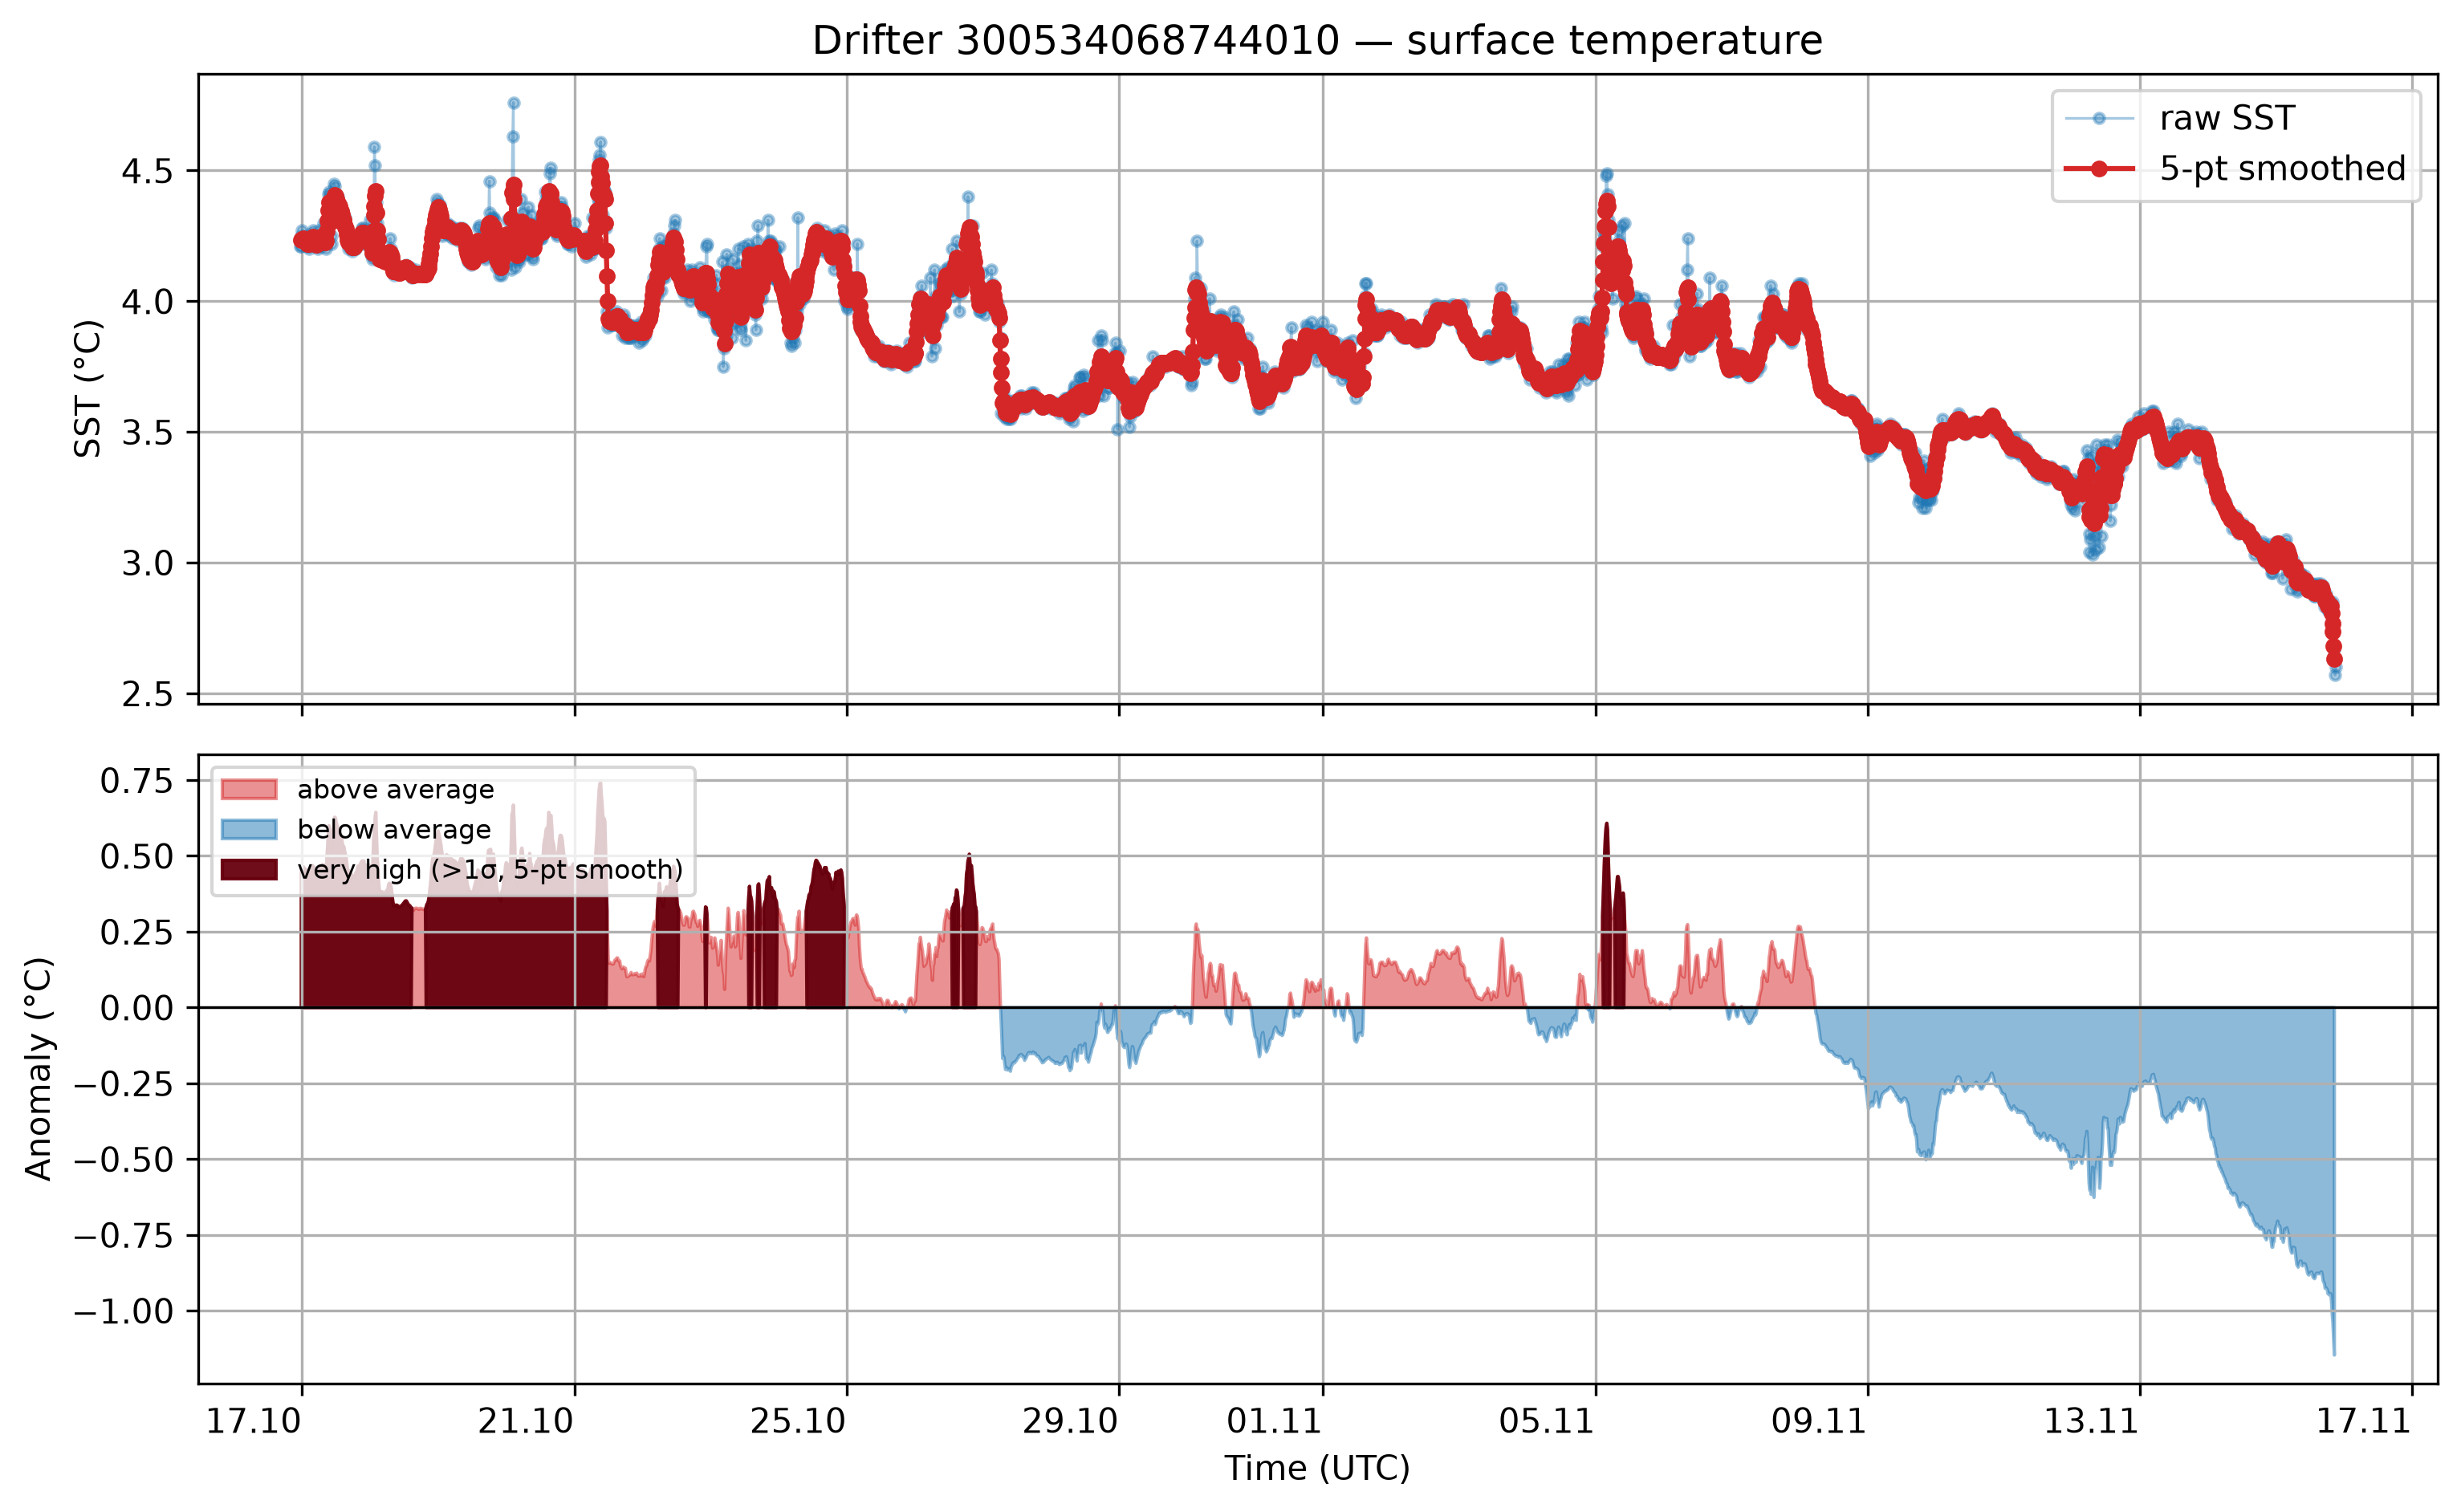 Drifter 300534068744010 — surface temperature
raw SST
5-pt smoothed
SST (°C)
4.5
4.0
3.5
3.0
2.5
above average
below average
very high (>1σ, 5-pt smooth)
Anomaly (°C)
0.75
0.50
0.25
0.00
−0.25
−0.50
−0.75
−1.00
17.10 21.10 25.10 29.10 01.11 05.11 09.11 13.11 17.11
Time (UTC)